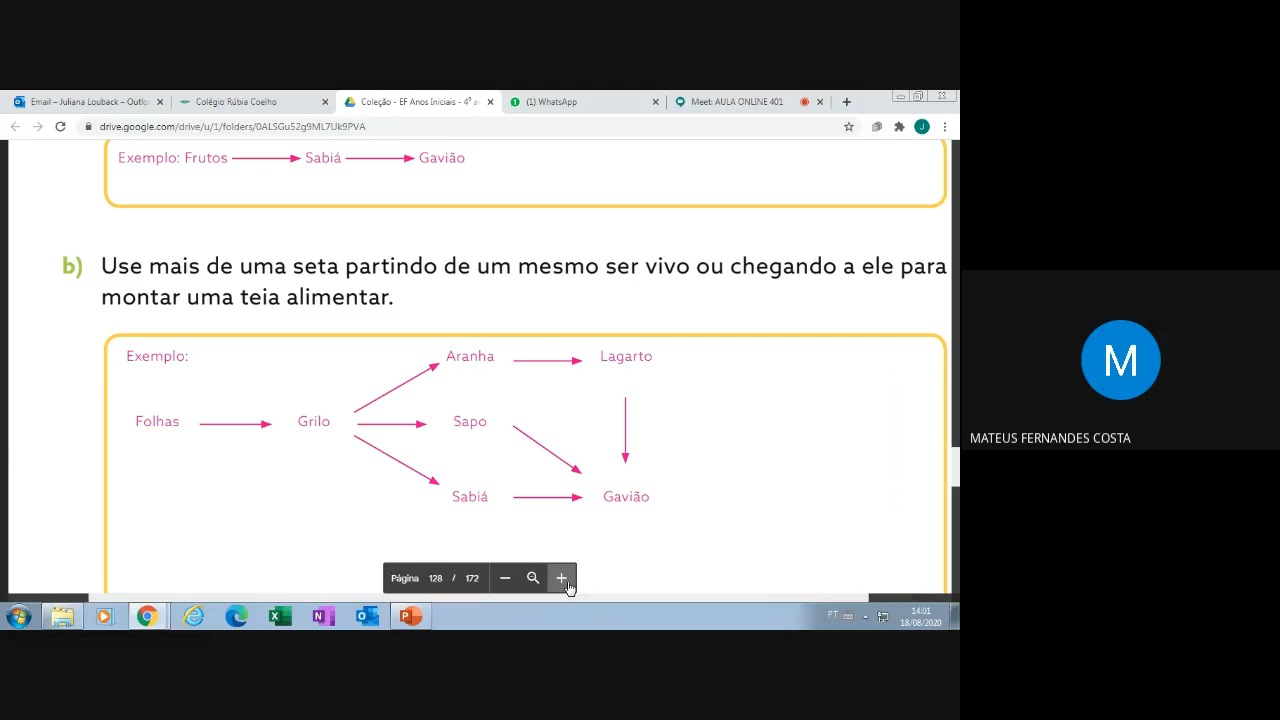 Email – Juliana Louback – Outlo
Colégio Rúbia Coelho
Coleção - EF Anos Iniciais - 4º a
(1) WhatsApp
Meet: AULA ONLINE 401
drive.google.com/drive/u/1/folders/0ALSGu52g9ML7Uk9PVA
J
Exemplo: Frutos Sabiá Gavião
b) Use mais de uma seta partindo de um mesmo ser vivo ou chegando a ele para
montar uma teia alimentar.
Exemplo:
Aranha Lagarto
Folhas Grilo Sapo
Sabiá Gavião
Página 128 / 172
PT
14:01
18/08/2020
M
MATEUS FERNANDES COSTA